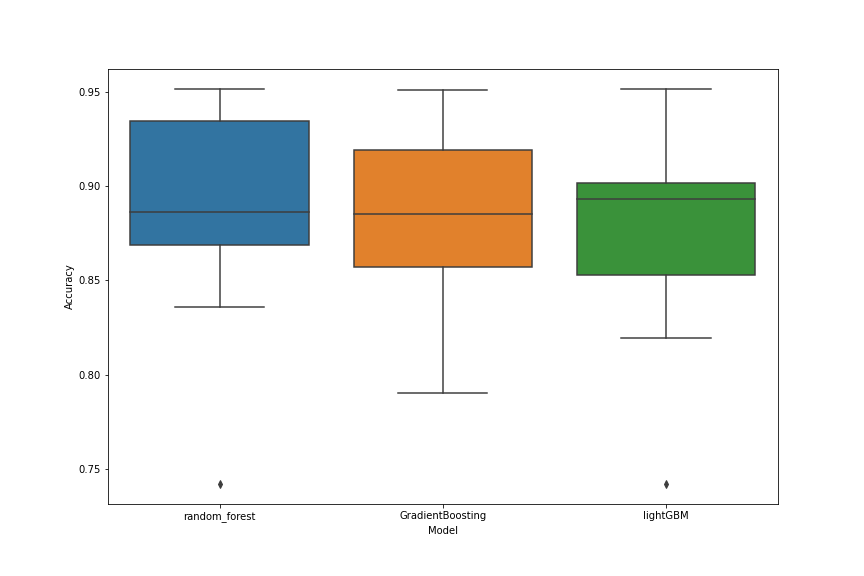 0.95
0.90
0.85
0.80
0.75
Accuracy
random_forest
GradientBoosting
lightGBM
Model